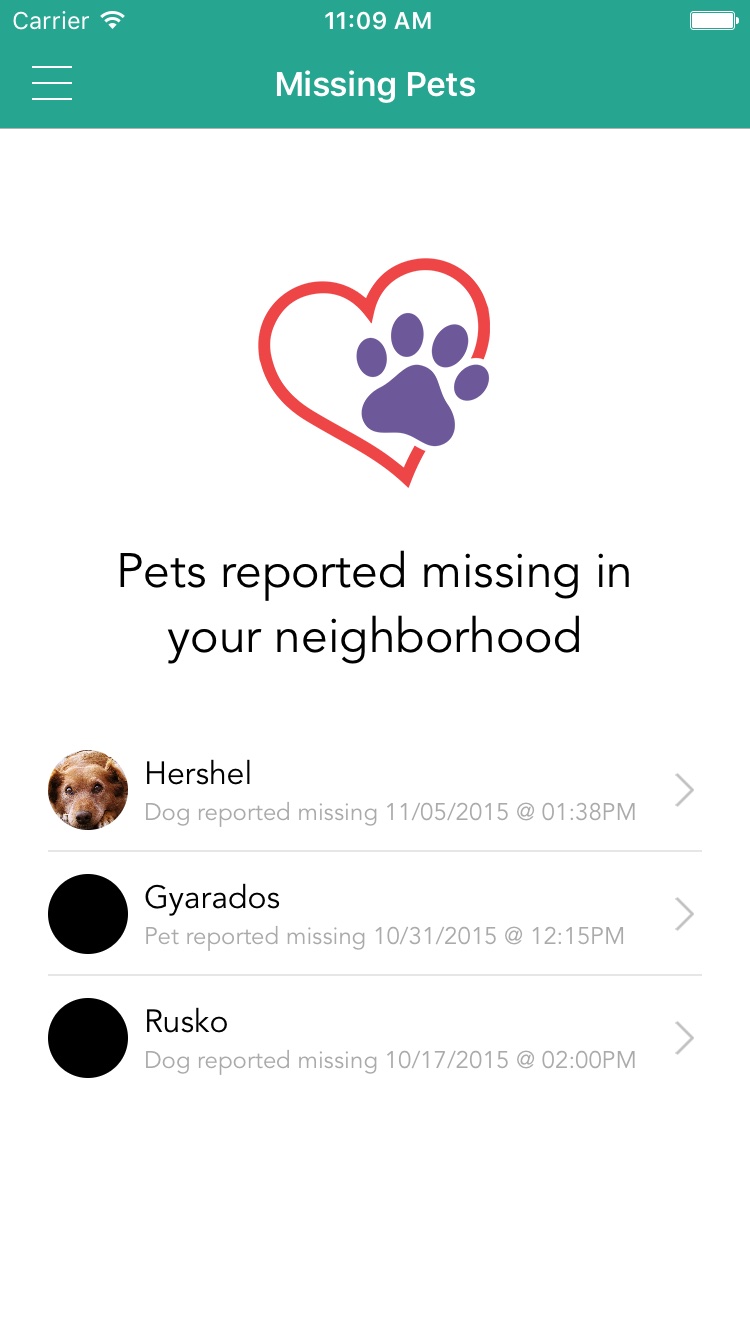 Carrier 11:09 AM
Missing Pets
Pets reported missing in
your neighborhood
Hershel
Dog reported missing 11/05/2015 @ 01:38PM
Gyarados
Pet reported missing 10/31/2015 @ 12:15PM
Rusko
Dog reported missing 10/17/2015 @ 02:00PM